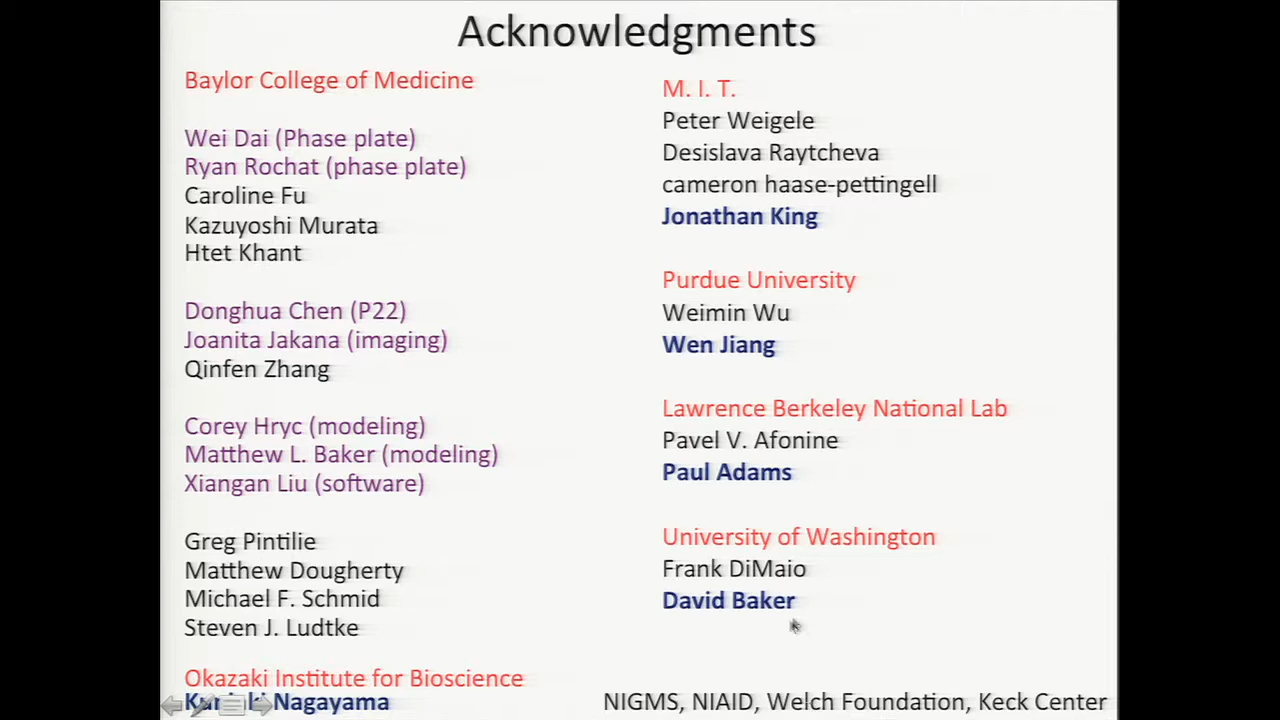 Acknowledgments
Baylor College of Medicine
Wei Dai (Phase plate)
Ryan Rochat (phase plate)
Caroline Fu
Kazuyoshi Murata
Htet Khant
Donghua Chen (P22)
Joanita Jakana (imaging)
Qinfen Zhang
Corey Hryc (modeling)
Matthew L. Baker (modeling)
Xiangan Liu (software)
Greg Pintilie
Matthew Dougherty
Michael F. Schmid
Steven J. Ludtke
Okazaki Institute for Bioscience
Nagayama
M. I. T.
Peter Weigele
Desislava Raytcheva
cameron haase-pettingell
Jonathan King
Purdue University
Weimin Wu
Wen Jiang
Lawrence Berkeley National Lab
Pavel V. Afonine
Paul Adams
University of Washington
Frank DiMaio
David Baker
NIGMS, NIAID, Welch Foundation, Keck Center